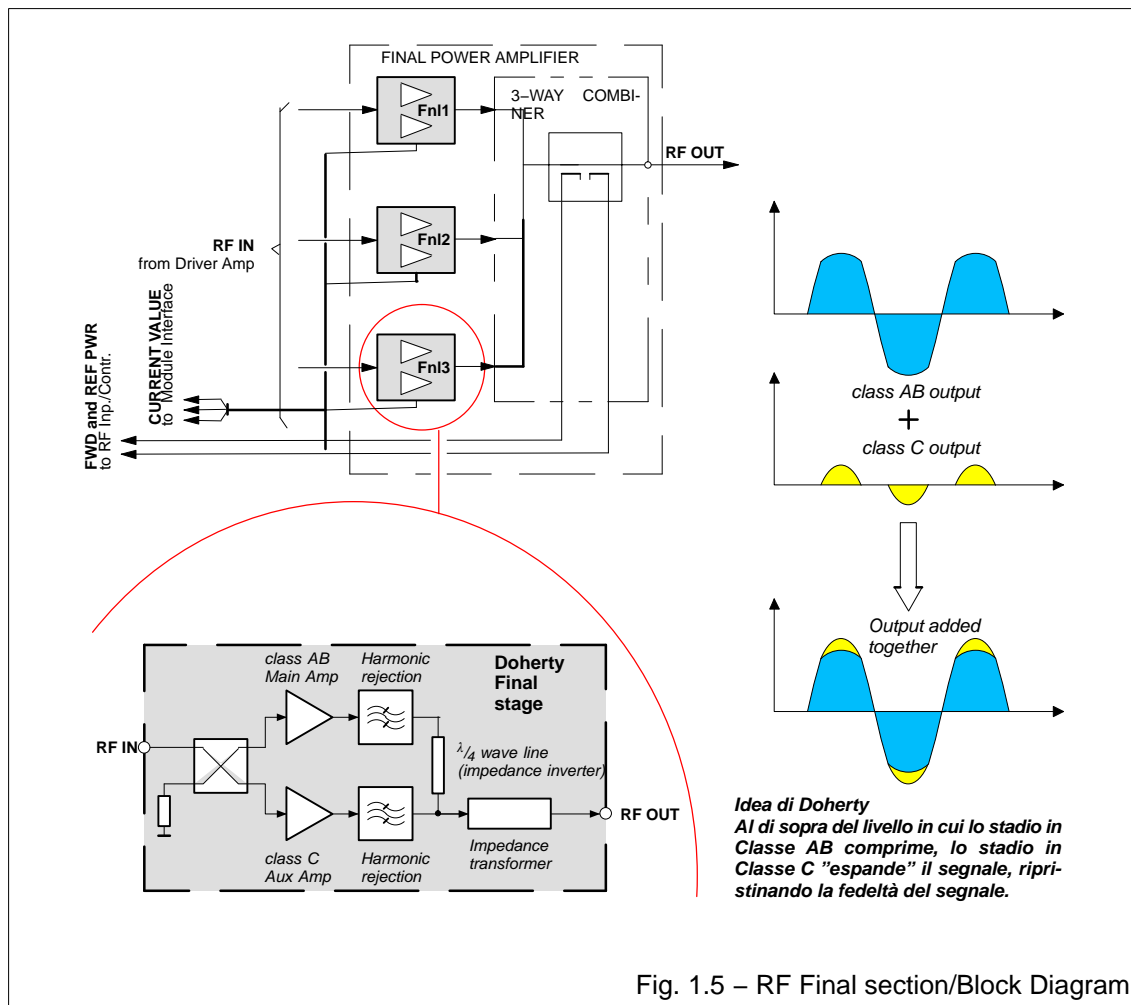 FINAL POWER AMPLIFIER
3–WAY COMBI-
NER
Fnl1
RF OUT
Fnl2
RF IN
from Driver Amp
Fnl3
CURRENT VALUE
to Module Interface
FWD and REF PWR
to RF Inp./Contr.
class AB output
+
class C output
Output added
together
class AB
Main Amp
Harmonic
rejection
Doherty
Final
stage
RF IN
λ/4 wave line
(impedance inverter)
RF OUT
class C
Aux Amp
Harmonic
rejection
Impedance
transformer
Idea di Doherty
Al di sopra del livello in cui lo stadio in
Classe AB comprime, lo stadio in
Classe C ”espande” il segnale, ripri-
stinando la fedeltà del segnale.
Fig. 1.5 – RF Final section/Block Diagram